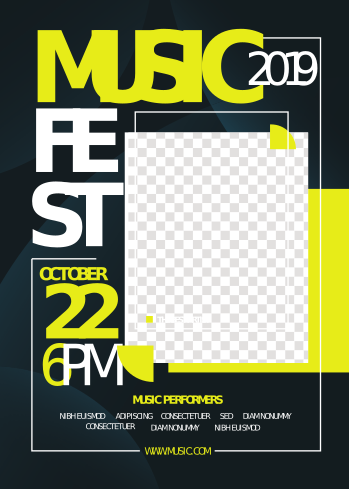 MUSIC
2019
FE
ST
OCTOBER
22
6PM
MUSIC PERFORMERS
NIBH EUISMOD ADIPISCING CONSECTETUER SED DIAM NONUMMY
CONSECTETUER DIAM NONUMMY NIBH EUISMOD
WWW.MUSIC.COM